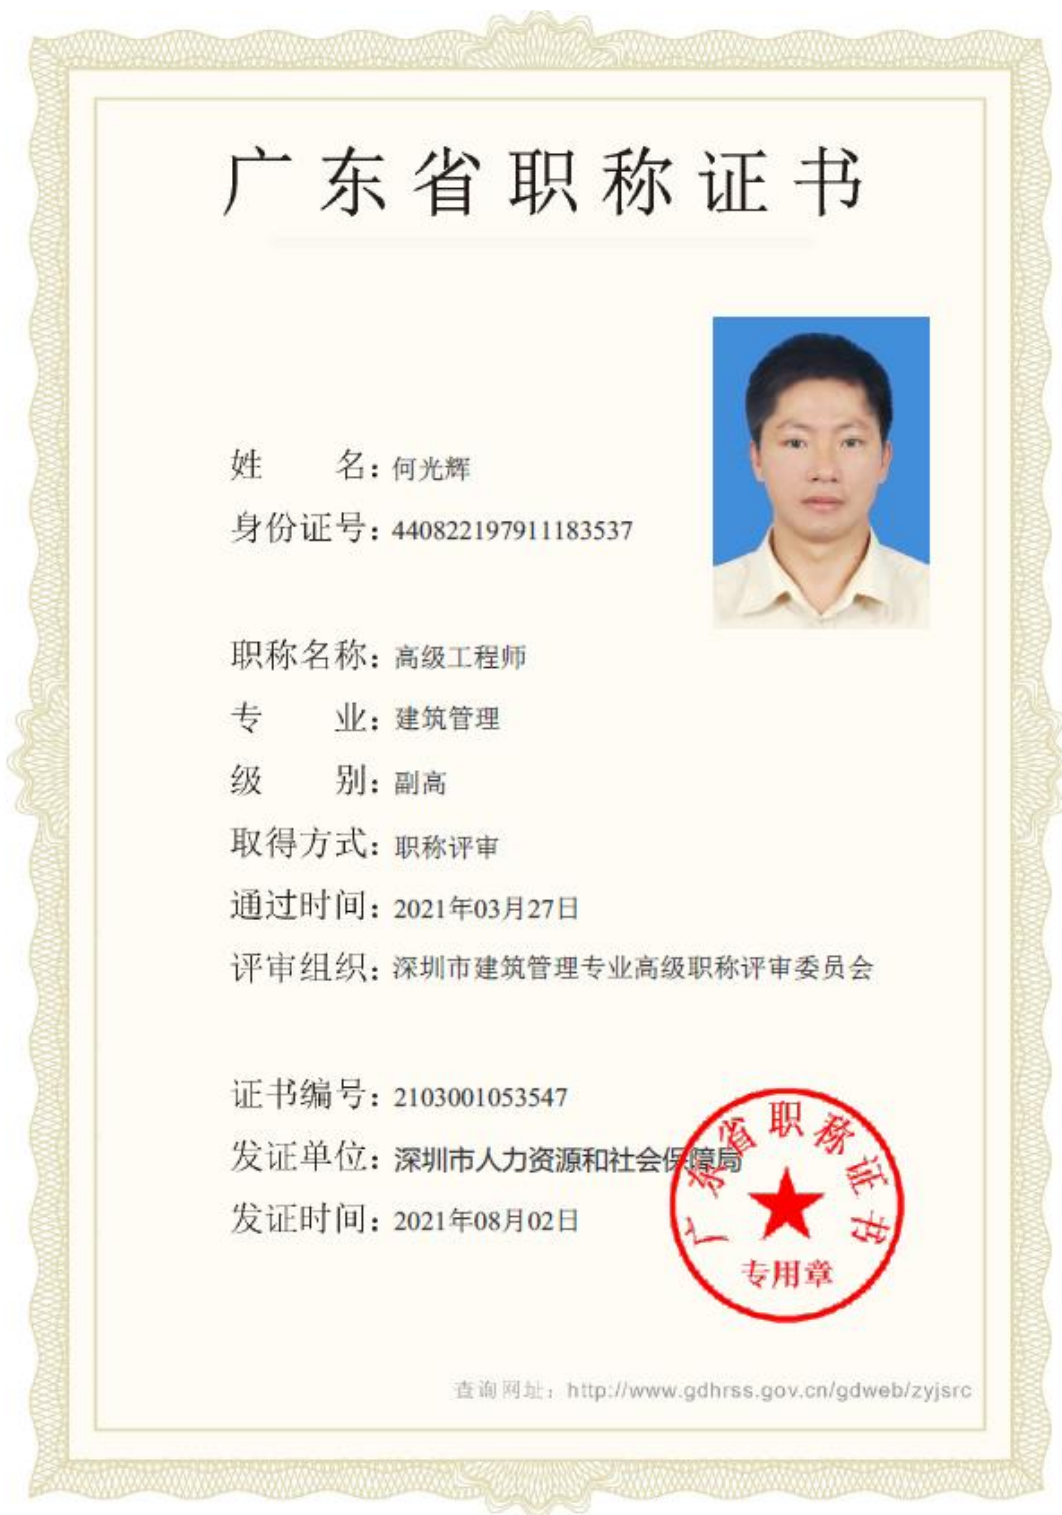 广东省职称证书
姓 名：何光辉
身份证号：440822197911183537
职称名称：高级工程师
专 业：建筑管理
级 别：副高
取得方式：职称评审
通过时间：2021年03月27日
评审组织：深圳市建筑管理专业高级职称评审委员会
证书编号：2103001053547
发证单位：深圳市人力资源和社会保障局
发证时间：2021年08月02日
广东省职称证书
专用章
查询网址：http://www.gdhrss.gov.cn/gdweb/zyjsrc